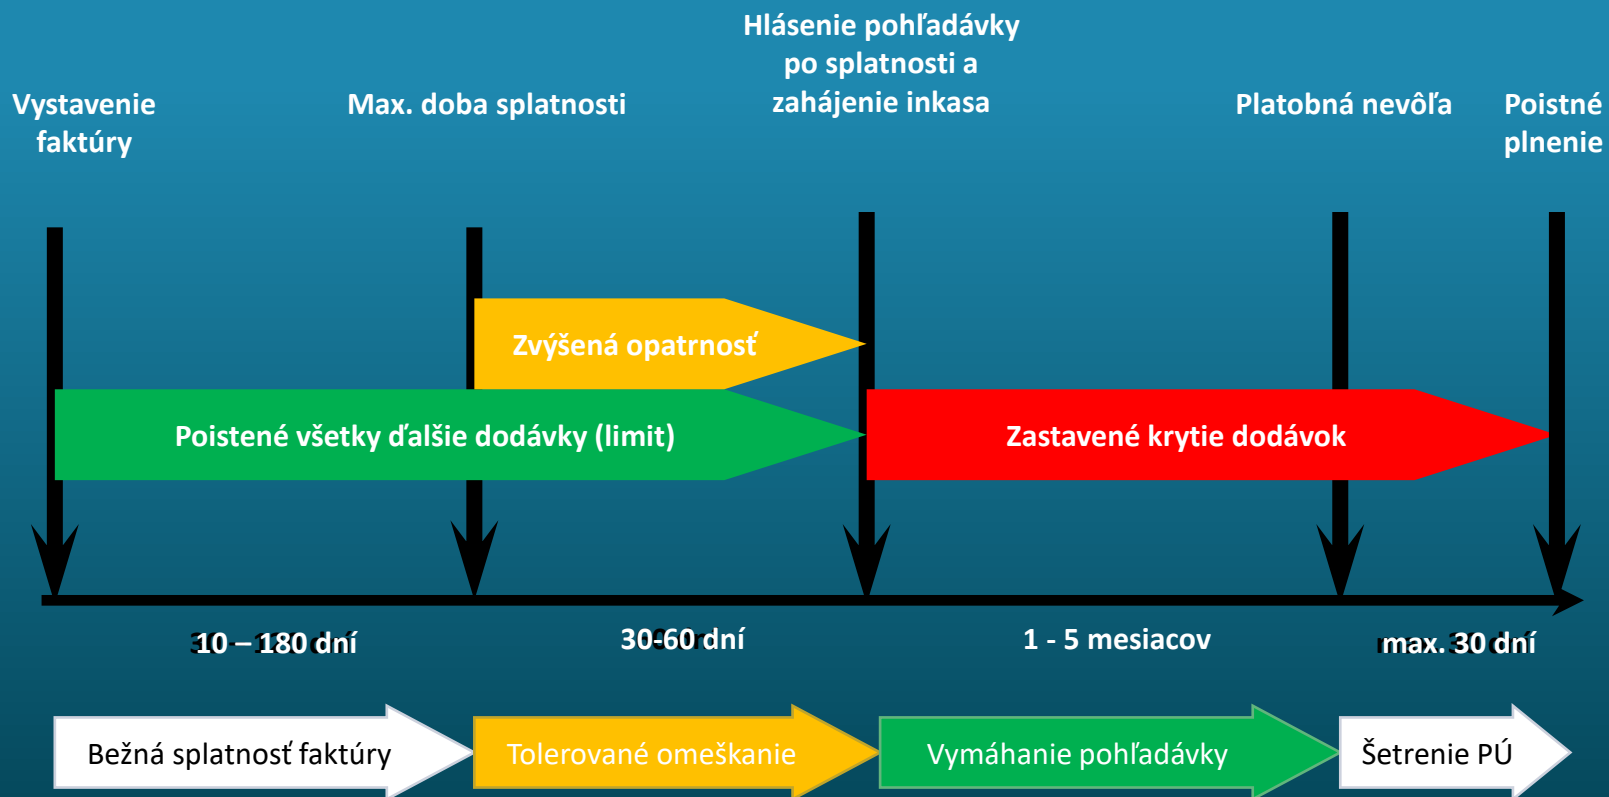 Vystavenie
faktúry
Max. doba splatnosti
Hlásenie pohľadávky
po splatnosti a
zahájenie inkasa
Platobná nevôľa
Poistné
plnenie
Zvýšená opatrnosť
Poistené všetky ďalšie dodávky (limit)
Zastavené krytie dodávok
10 – 180 dní
30-60 dní
1 - 5 mesiacov
max. 30 dní
Bežná splatnosť faktúry
Tolerované omeškanie
Vymáhanie pohľadávky
Šetrenie PÚ